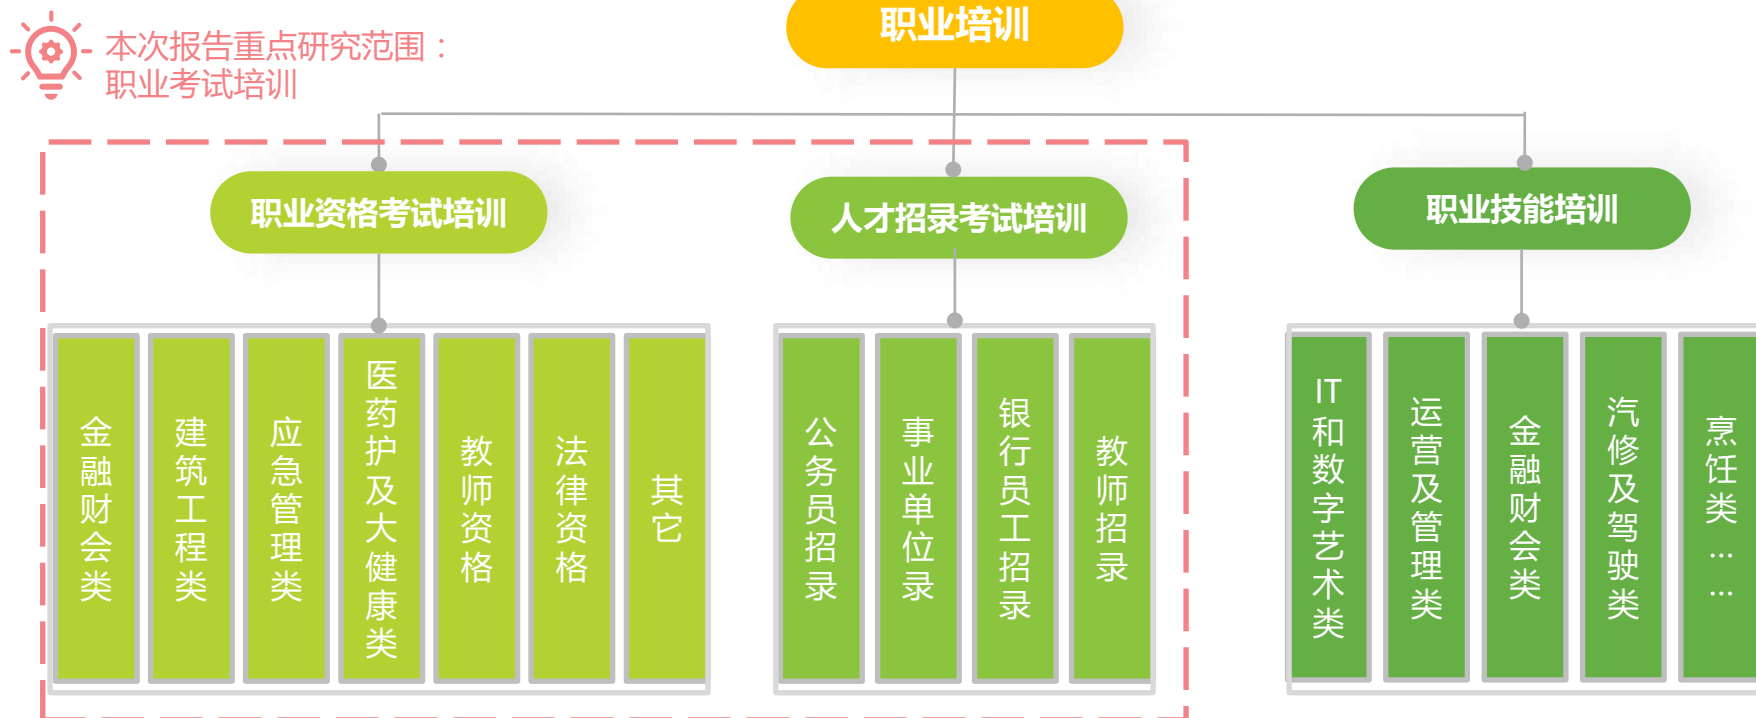 职业培训
本次报告重点研究范围：
职业考试培训
职业资格考试培训
人才招录考试培训
职业技能培训
金融财会类
建筑工程类
应急管理类
医药护及大健康类
教师资格
法律资格
其它
公务员招录
事业单位录
银行员工招录
教师招录
IT和数字艺术类
运营及管理类
金融财会类
汽修及驾驶类
烹饪类……